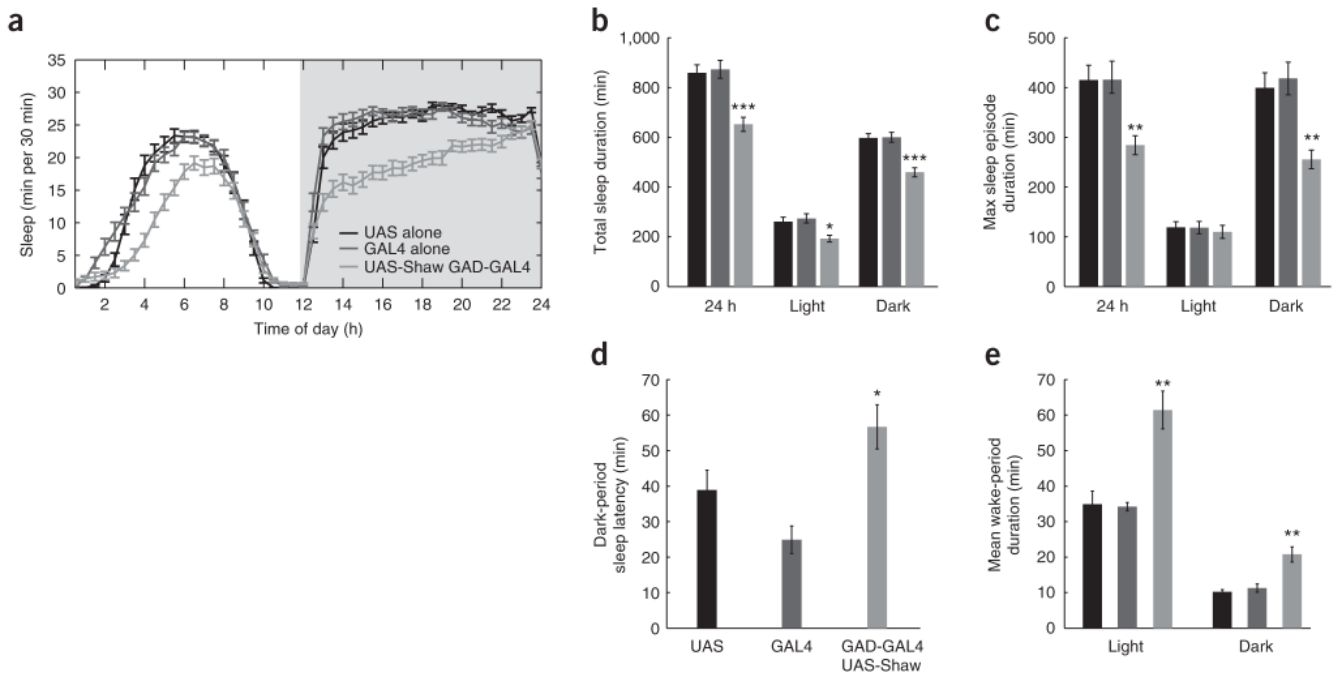 a
Sleep (min per 30 min)
35
30
25
20
15
10
5
0
UAS alone
GAL4 alone
UAS-Shaw GAD-GAL4
2 4 6 8 10 12 14 16 18 20 22 24
Time of day (h)
b
Total sleep duration (min)
1,000
800
600
400
200
0
***
*
***
24 h Light Dark
c
Max sleep episode
duration (min)
500
400
300
200
100
0
**
**
24 h Light Dark
d
Dark-period
sleep latency (min)
70
60
50
40
30
20
10
0
*
UAS GAL4 GAD-GAL4
UAS-Shaw
e
Mean wake-period
duration (min)
70
60
50
40
30
20
10
0
**
**
Light Dark